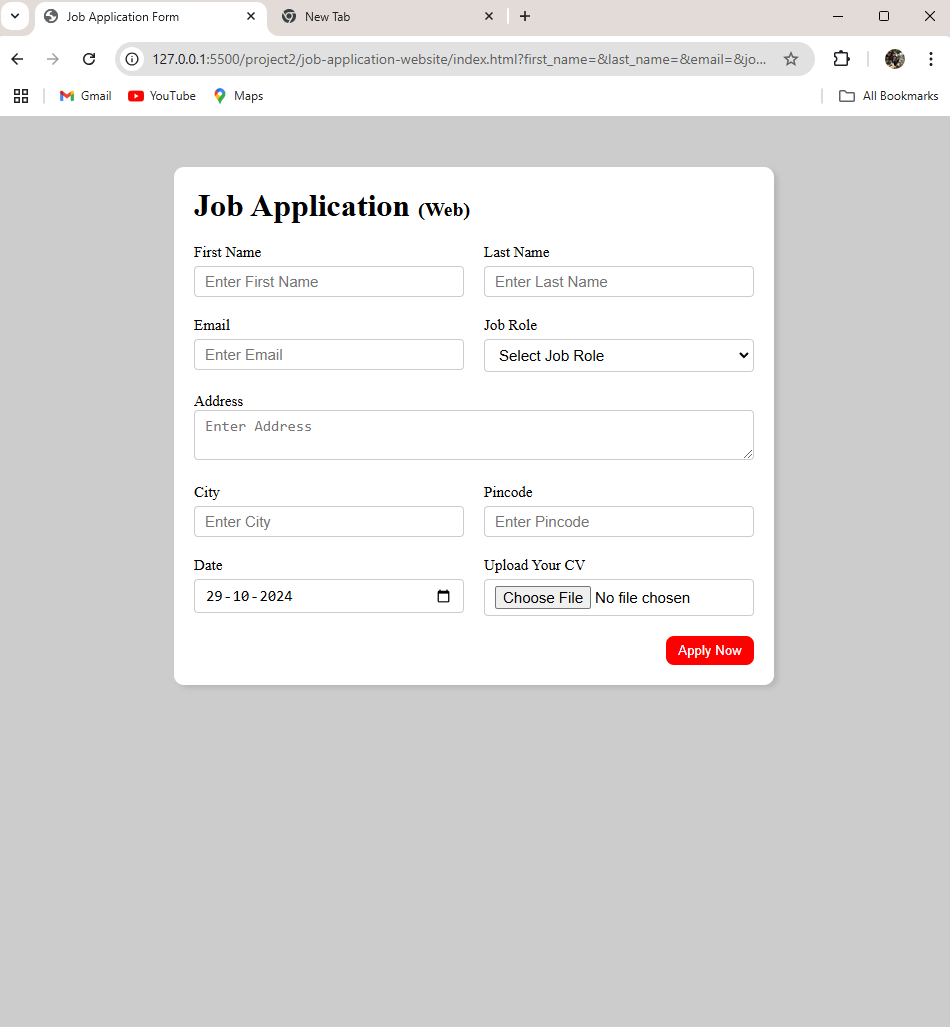 Job Application Form
New Tab
127.0.0.1:5500/project2/job-application-website/index.html?first_name=&last_name=&email=&jo...
Gmail YouTube Maps All Bookmarks
Job Application (Web)
First Name Last Name
Enter First Name Enter Last Name
Email Job Role
Enter Email Select Job Role
Address
Enter Address
City Pincode
Enter City Enter Pincode
Date Upload Your CV
29-10-2024 Choose File No file chosen
Apply Now